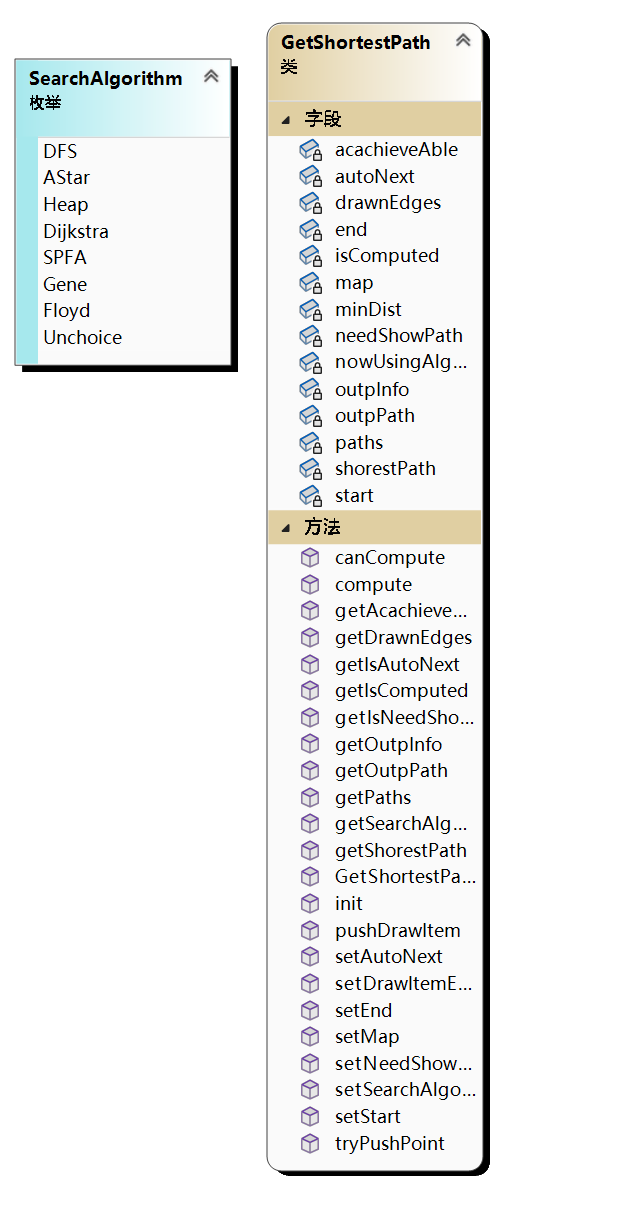 SearchAlgorithm
枚举
DFS
AStar
Heap
Dijkstra
SPFA
Gene
Floyd
Unchoice
GetShortestPath
类
字段
acachieveAble
autoNext
drawnEdges
end
isComputed
map
minDist
needShowPath
nowUsingAlg...
outpInfo
outpPath
paths
shorestPath
start
方法
canCompute
compute
getAcachieve...
getDrawnEdges
getIsAutoNext
getIsComputed
getIsNeedSho...
getOutpInfo
getOutpPath
getPaths
getSearchAlg...
getShorestPath
GetShortestPa...
init
pushDrawItem
setAutoNext
setDrawItemE...
setEnd
setMap
setNeedShow...
setSearchAlgo...
setStart
tryPushPoint